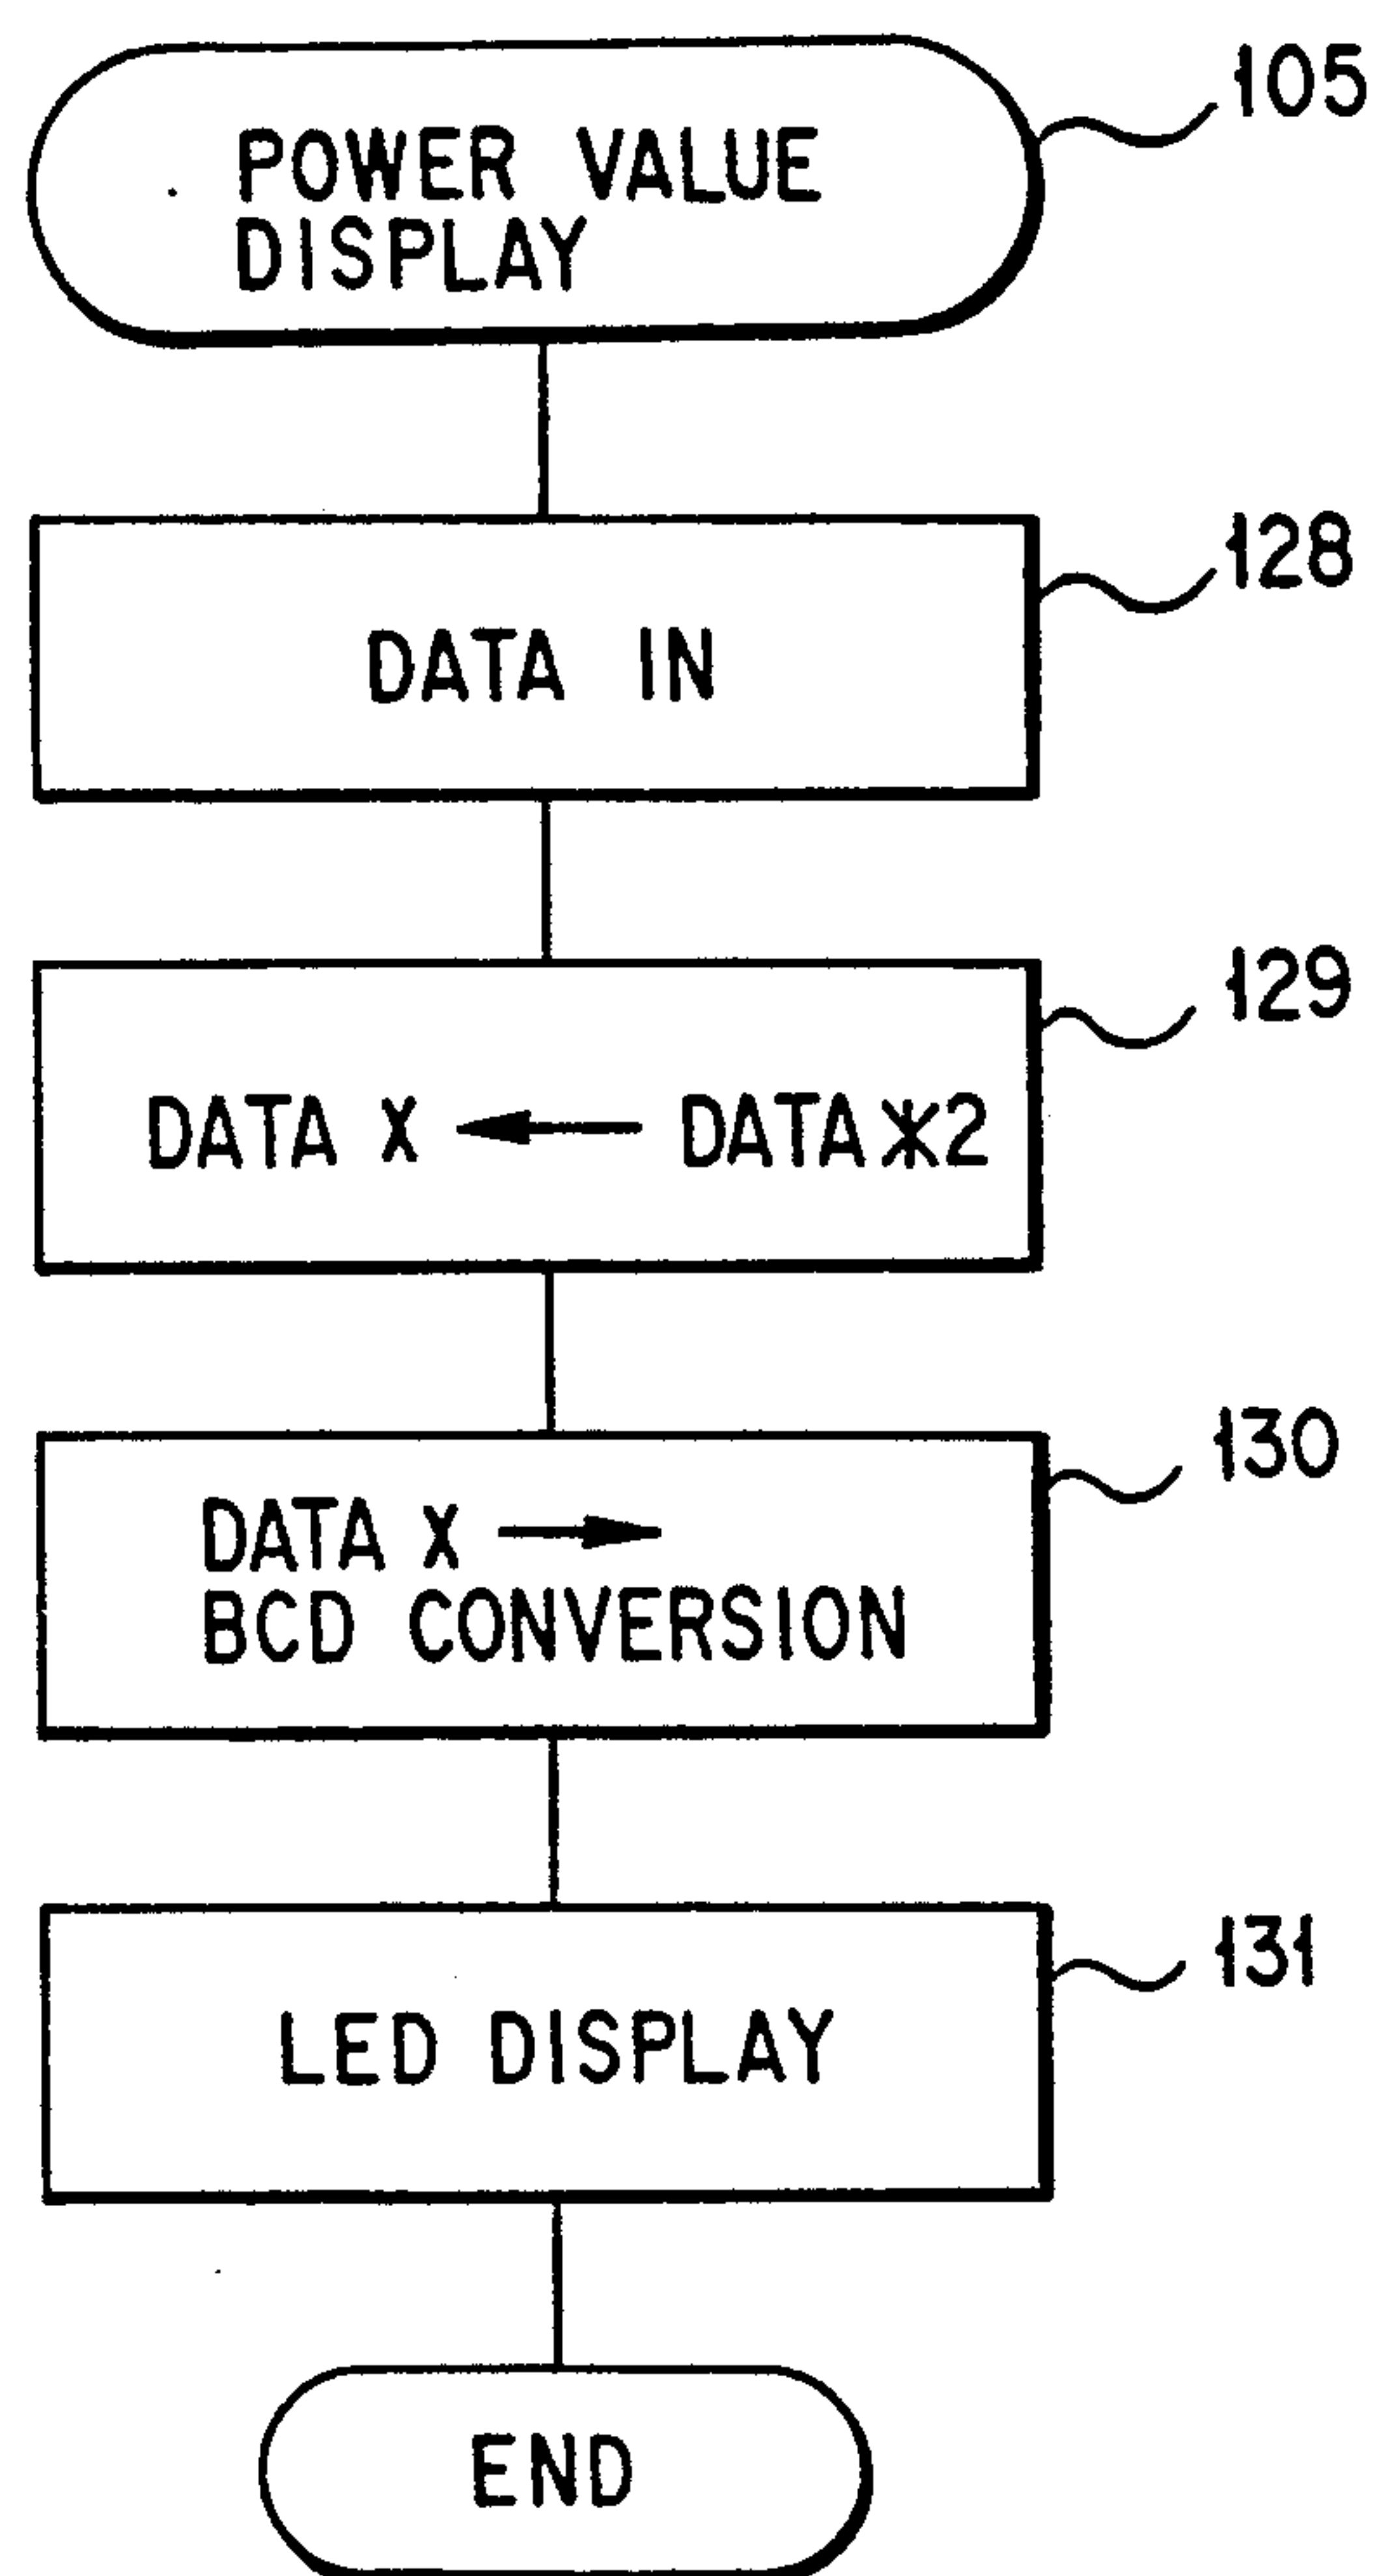 105
POWER VALUE
DISPLAY
128
DATA IN
129
DATA X ← DATA*2
130
DATA X →
BCD CONVERSION
131
LED DISPLAY
END